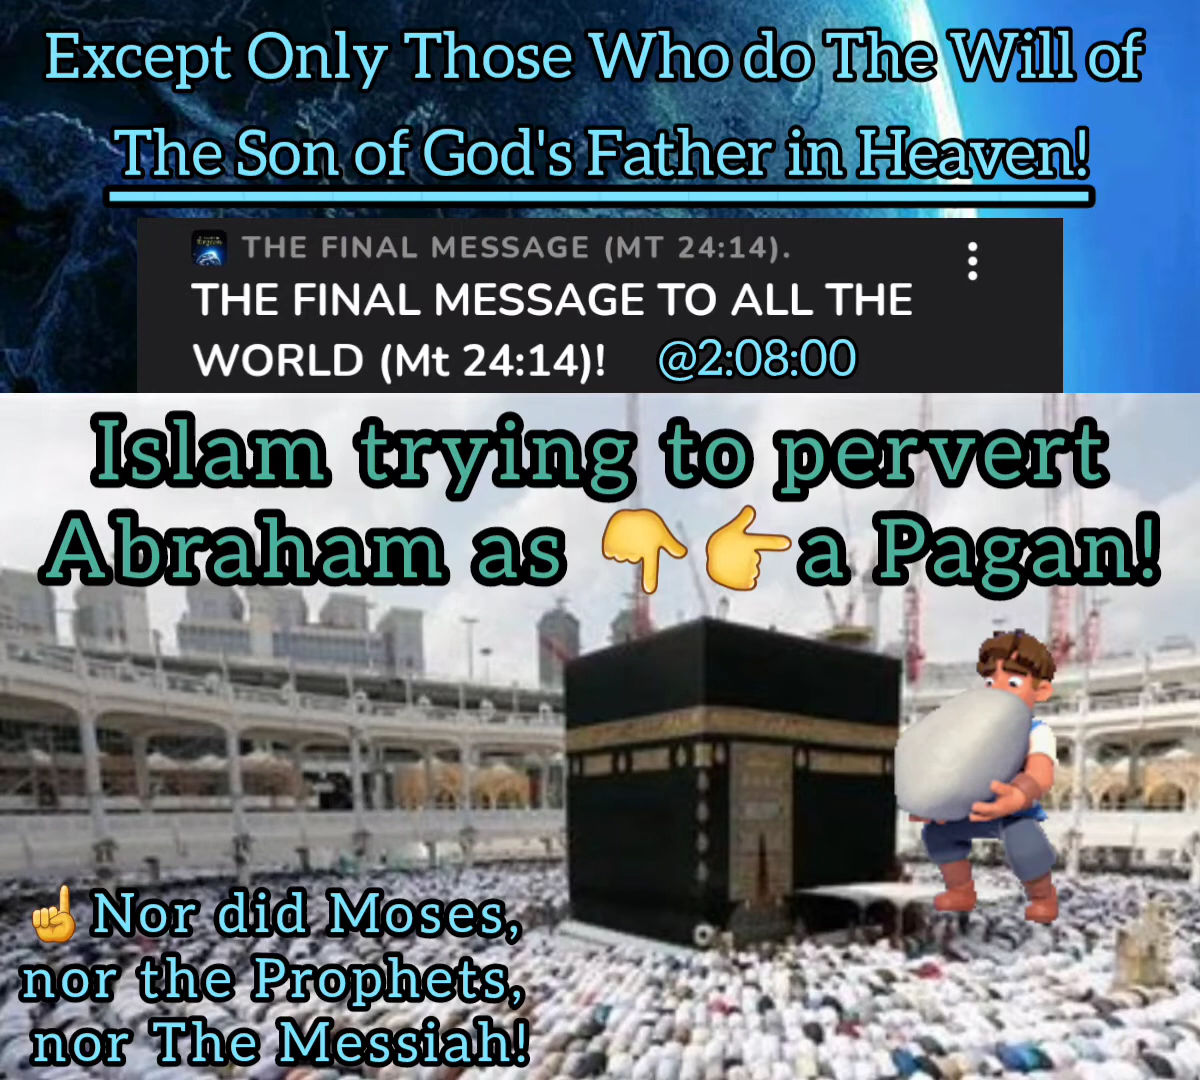 Except Only Those Who do The Will of
The Son of God's Father in Heaven!
THE FINAL MESSAGE (MT 24:14).
THE FINAL MESSAGE TO ALL THE
WORLD (Mt 24:14)! @2:08:00
Islam trying to pervert
Abraham as 👇👉a Pagan!
☝Nor did Moses,
nor the Prophets,
nor The Messiah!